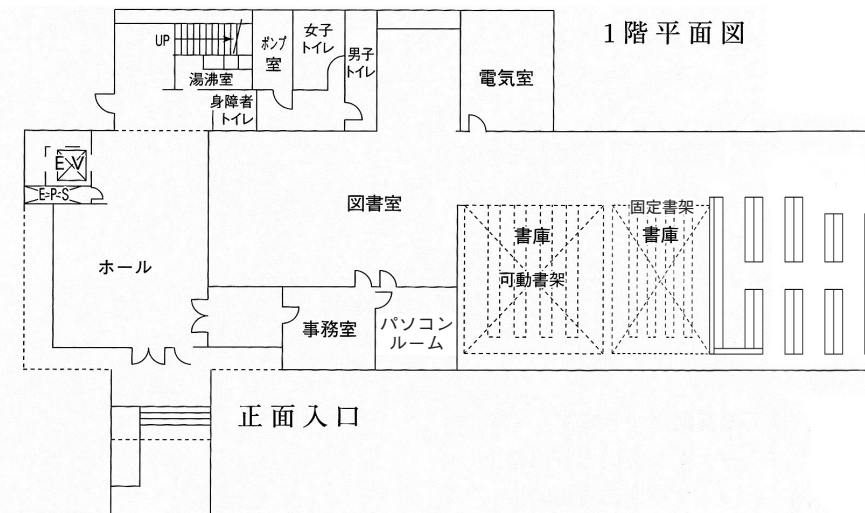 1階平面図
UP
ポンプ
室
女子
トイレ
男子
トイレ
電気室
湯沸室
身障者
トイレ
EV
E-P-S
図書室
固定書架
書庫
書庫
可動書架
ホール
事務室
パソコン
ルーム
正面入口